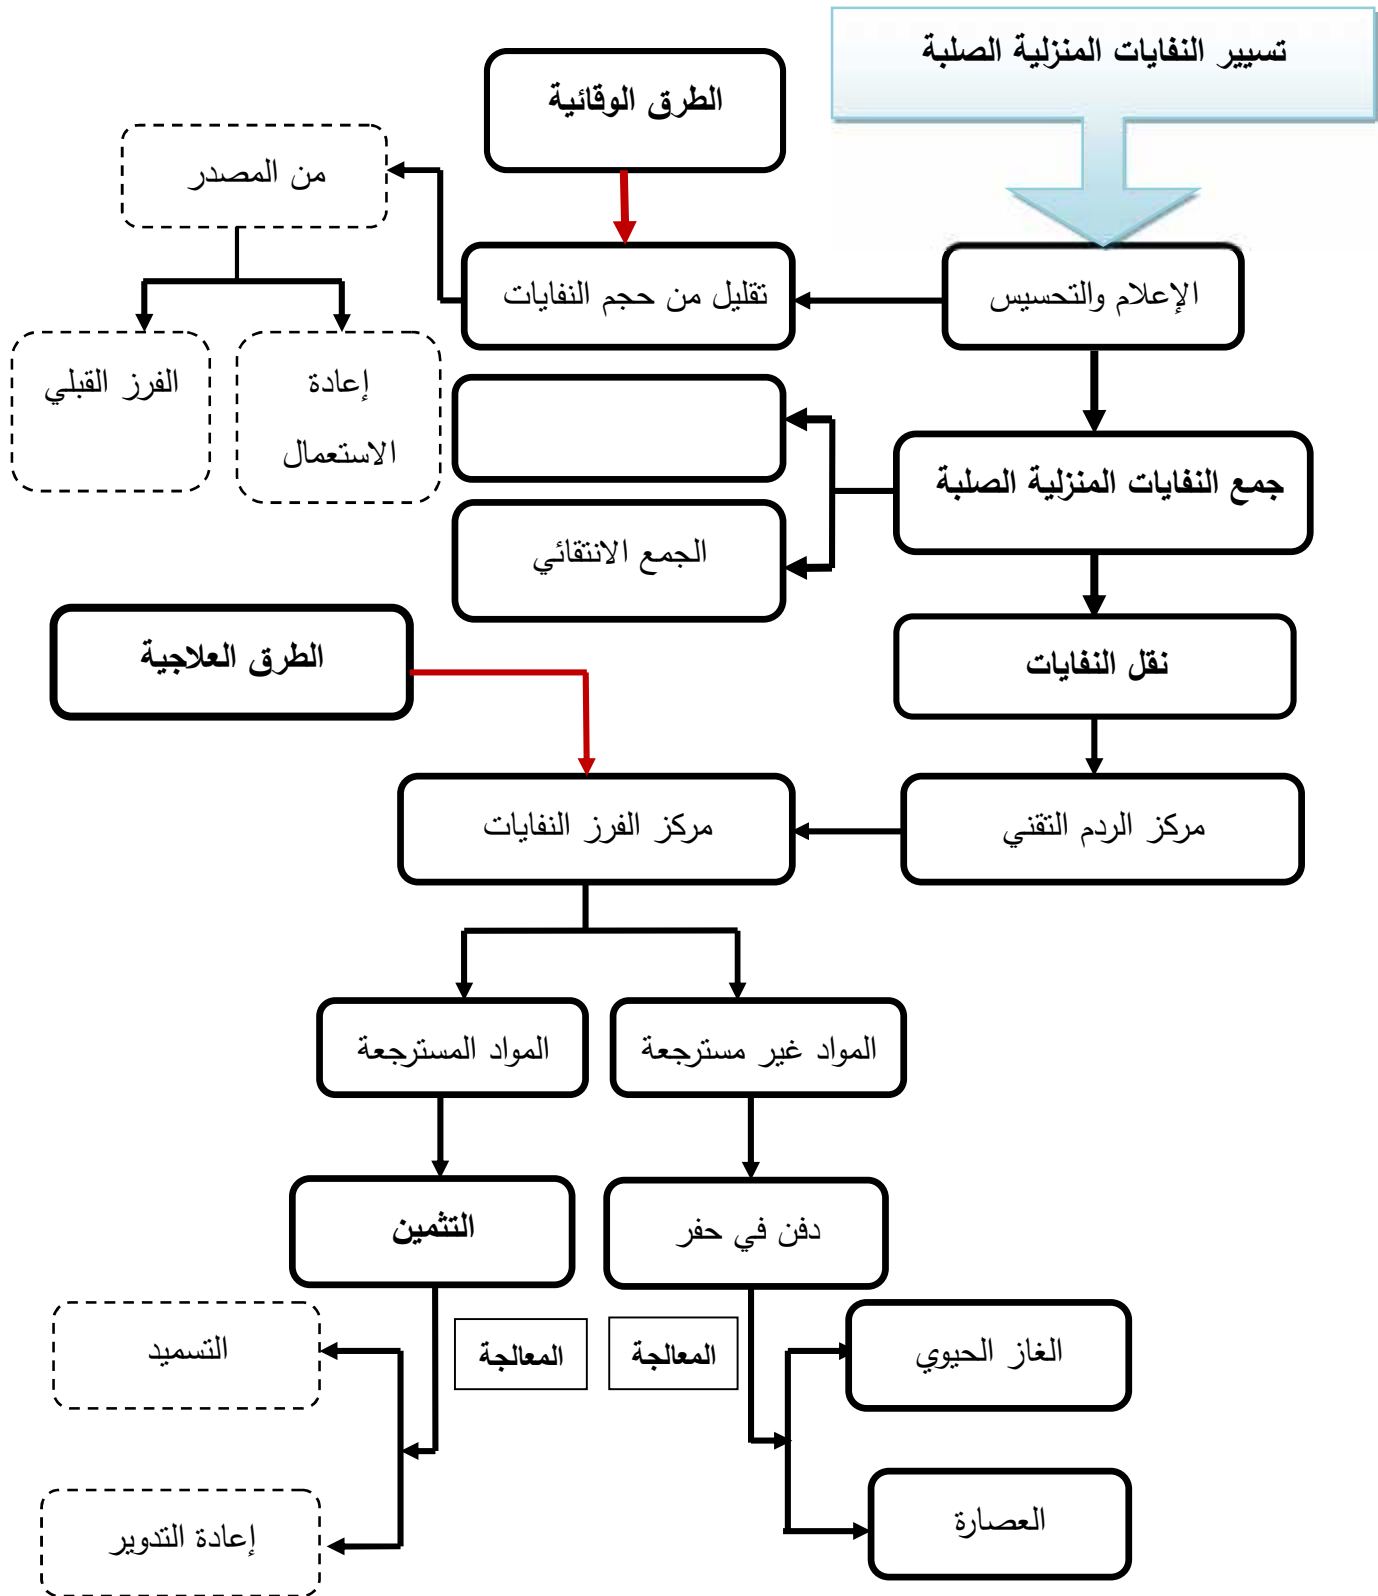 تسيير النفايات المنزلية الصلبة
الطرق الوقائية
من المصدر
الإعلام والتحسيس
تقليل من حجم النفايات
إعادة
الاستعمال
الفرز القبلي
جمع النفايات المنزلية الصلبة
الجمع الانتقائي
نقل النفايات
الطرق العلاجية
مركز الردم التقني
مركز الفرز النفايات
المواد غير مسترجعة
المواد المسترجعة
دفن في حفر
التثمين
الغاز الحيوي
المعالجة
المعالجة
التسميد
العصارة
إعادة التدوير